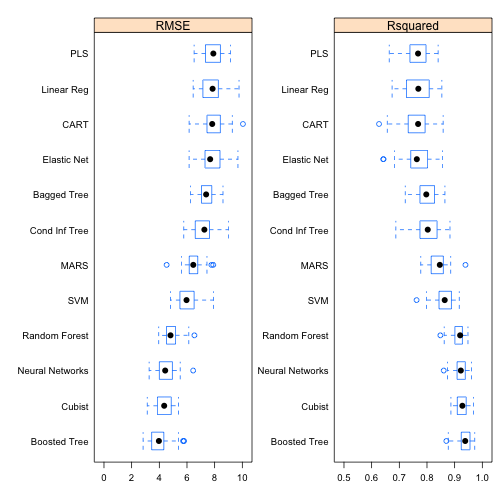 RMSE
PLS
Linear Reg
CART
Elastic Net
Bagged Tree
Cond Inf Tree
MARS
SVM
Random Forest
Neural Networks
Cubist
Boosted Tree
0 2 4 6 8 10
Rsquared
PLS
Linear Reg
CART
Elastic Net
Bagged Tree
Cond Inf Tree
MARS
SVM
Random Forest
Neural Networks
Cubist
Boosted Tree
0.5 0.6 0.7 0.8 0.9 1.0